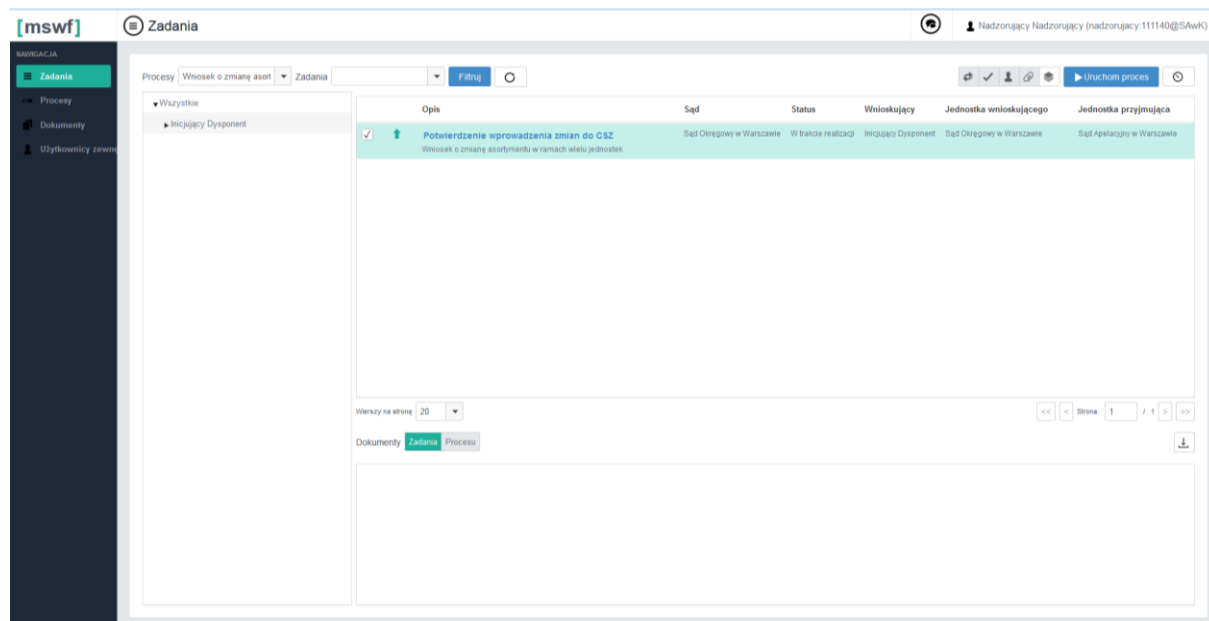 [mswf]
Zadania
Nadzorujący Nadzorujący (nadzorujacy:111140@SAwK)
NAWIGACJA
Zadania
Procesy
Dokumenty
Użytkownicy zewnę
Procesy Wniosek o zmianę asort Zadania Filtruj Uruchom proces
Wszystkie
Inicjujący Dysponent
Opis Sąd Status Wnioskujący Jednostka wnioskującego Jednostka przyjmująca
Potwierdzenie wprowadzenia zmian do CSZ Sąd Okręgowy w Warszawie W trakcie realizacji Inicjujący Dysponent Sąd Okręgowy w Warszawie Sąd Apelacyjny w Warszawie
Wniosek o zmianę asortymentu w ramach wielu jednostek
Wierszy na stronę 20 << < Strona: 1 / 1 > >>
Dokumenty Zadania Procesu